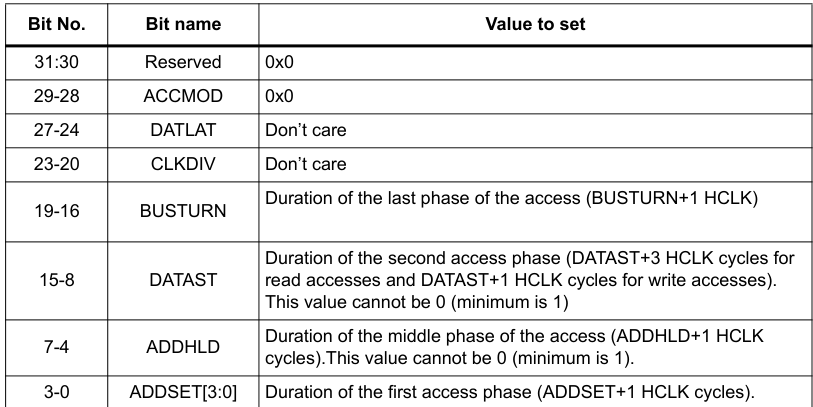 Bit No. Bit name Value to set
31:30 Reserved 0x0
29-28 ACCMOD 0x0
27-24 DATLAT Don’t care
23-20 CLKDIV Don’t care
19-16 BUSTURN Duration of the last phase of the access (BUSTURN+1 HCLK)
15-8 DATAST Duration of the second access phase (DATAST+3 HCLK cycles for
read accesses and DATAST+1 HCLK cycles for write accesses).
This value cannot be 0 (minimum is 1)
7-4 ADDHLD Duration of the middle phase of the access (ADDHLD+1 HCLK
cycles).This value cannot be 0 (minimum is 1).
3-0 ADDSET[3:0] Duration of the first access phase (ADDSET+1 HCLK cycles).